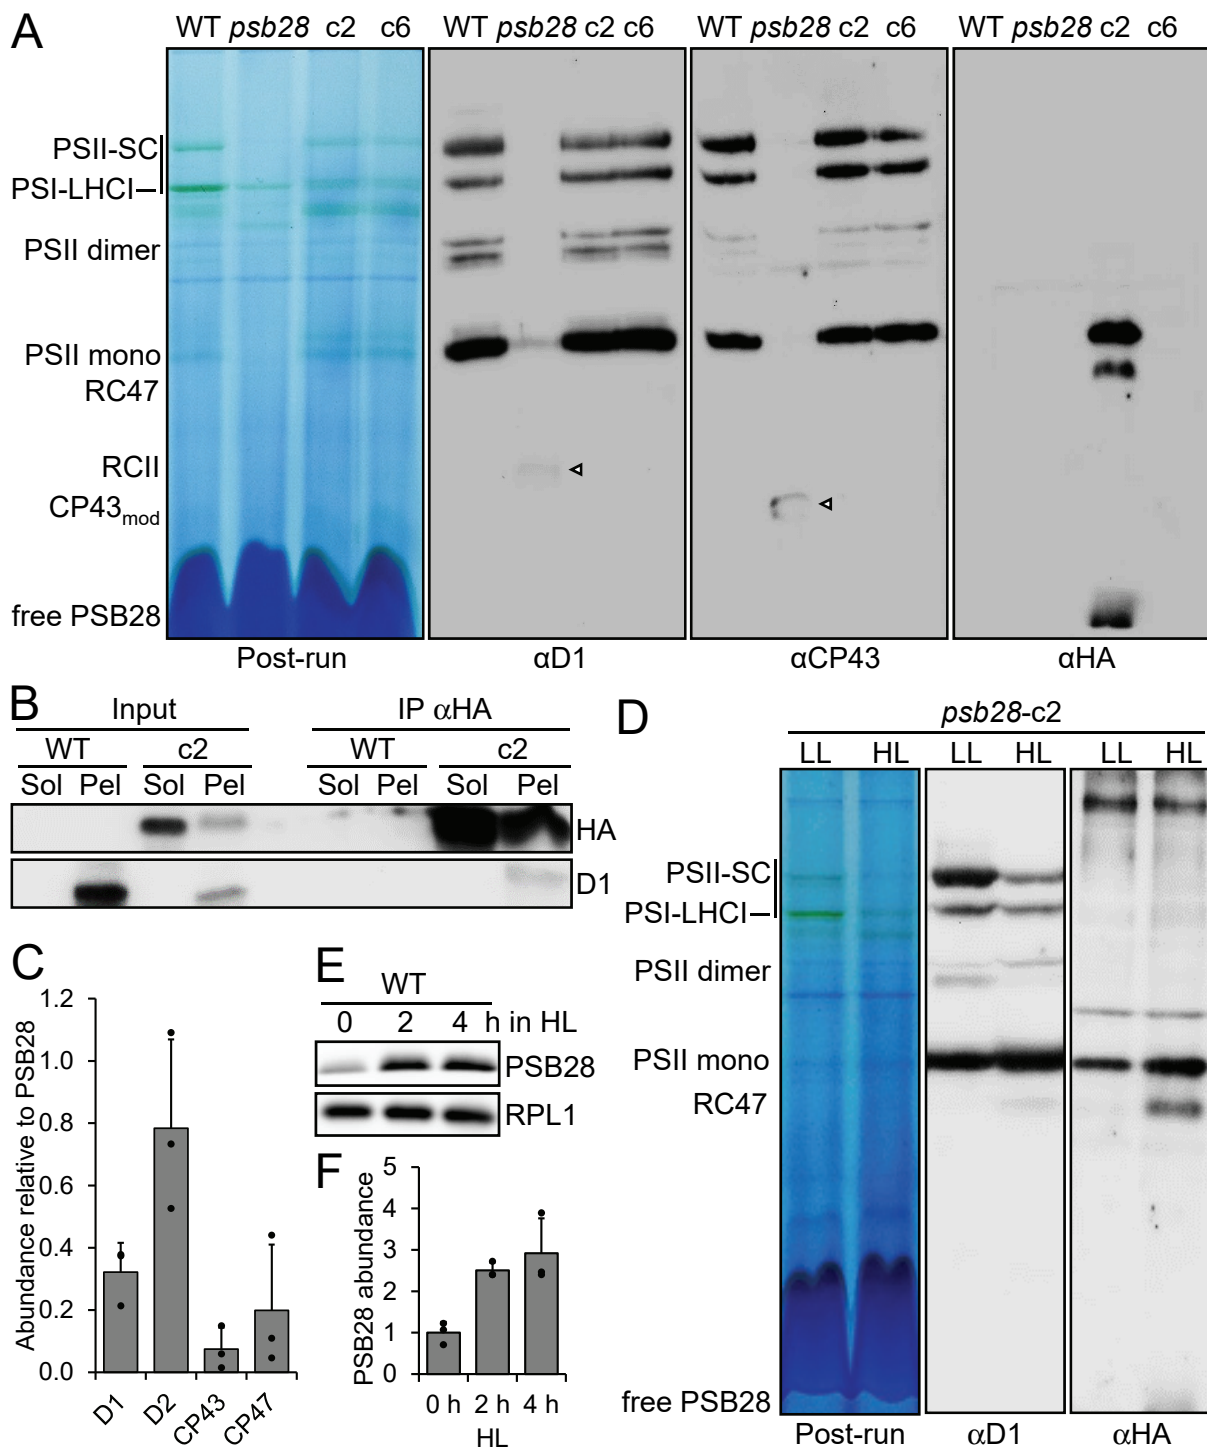 A
WT psb28 c2 c6
WT psb28 c2 c6
WT psb28 c2 c6
WT psb28 c2 c6
PSII-SC
PSI-LHCI
PSII dimer
PSII mono
RC47
RCII
CP43mod
free PSB28
Post-run
αD1
αCP43
αHA
B
Input
IP αHA
WT
c2
WT
c2
Sol Pel Sol Pel
Sol Pel Sol Pel
HA
D1
C
Abundance relative to PSB28
1.2
1.0
0.8
0.6
0.4
0.2
0.0
D1
D2
CP43
CP47
E
WT
0 2 4 h in HL
PSB28
RPL1
F
PSB28 abundance
5
4
3
2
1
0
0 h 2 h 4 h
HL
D
psb28-c2
LL HL
LL HL
LL HL
PSII-SC
PSI-LHCI
PSII dimer
PSII mono
RC47
free PSB28
Post-run
αD1
αHA